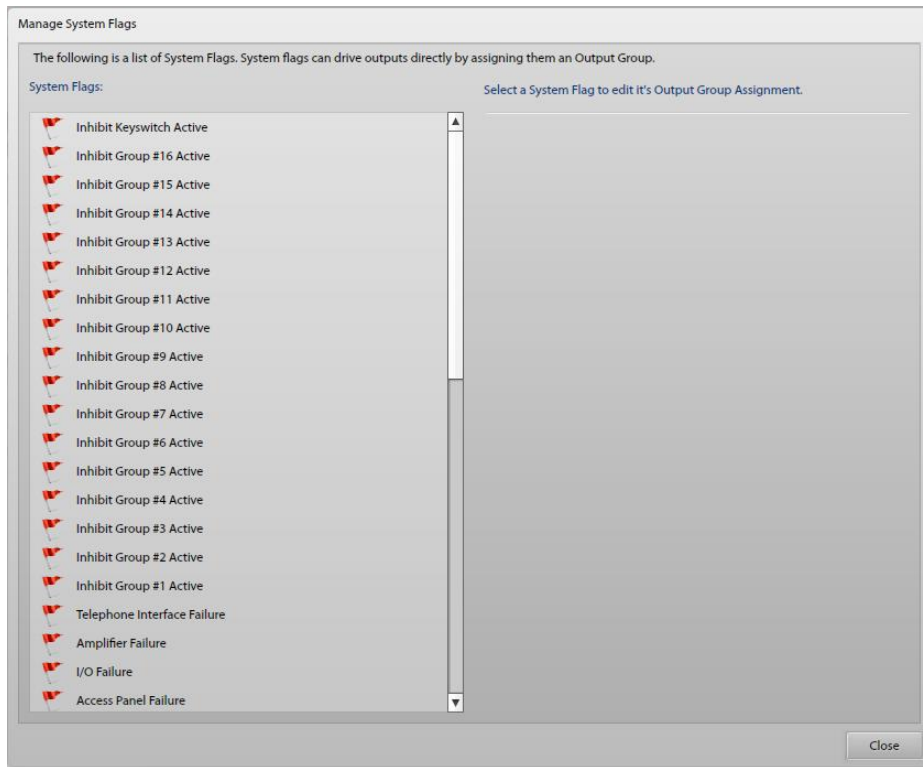 Manage System Flags
The following is a list of System Flags. System flags can drive outputs directly by assigning them an Output Group.
System Flags:
Select a System Flag to edit it's Output Group Assignment.
Inhibit Keyswitch Active
Inhibit Group #16 Active
Inhibit Group #15 Active
Inhibit Group #14 Active
Inhibit Group #13 Active
Inhibit Group #12 Active
Inhibit Group #11 Active
Inhibit Group #10 Active
Inhibit Group #9 Active
Inhibit Group #8 Active
Inhibit Group #7 Active
Inhibit Group #6 Active
Inhibit Group #5 Active
Inhibit Group #4 Active
Inhibit Group #3 Active
Inhibit Group #2 Active
Inhibit Group #1 Active
Telephone Interface Failure
Amplifier Failure
I/O Failure
Access Panel Failure
Close